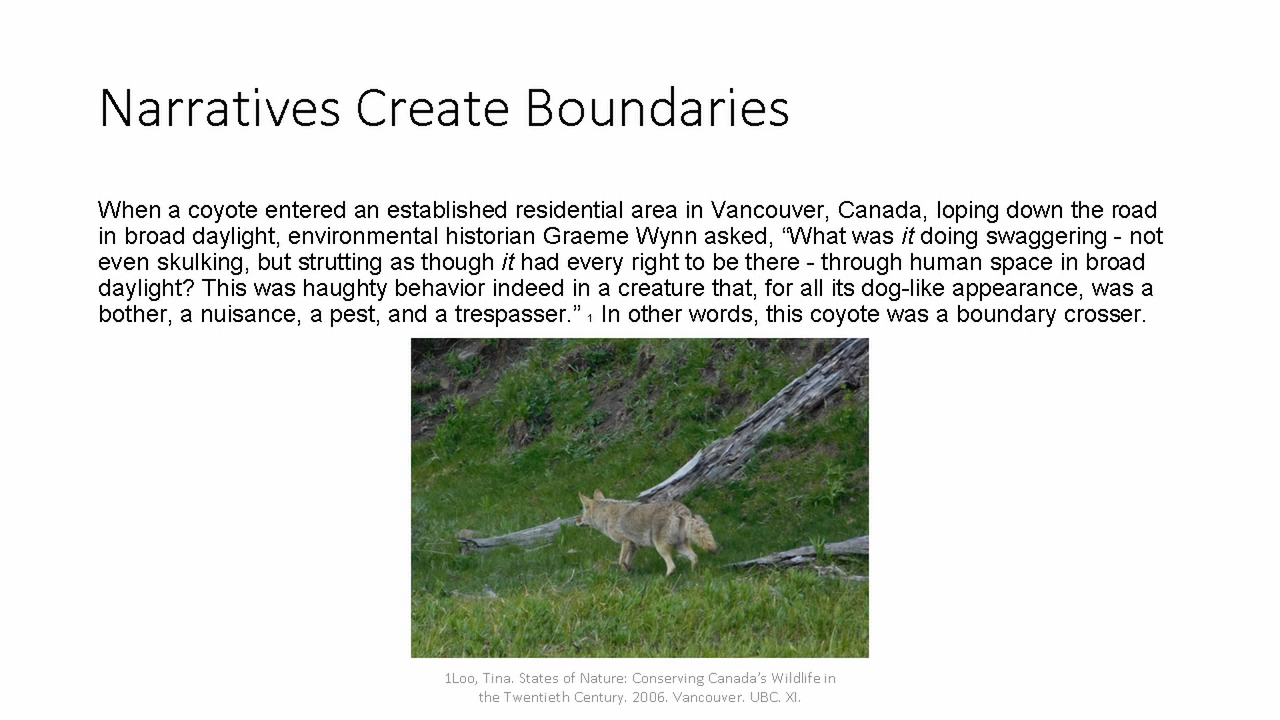 Narratives Create Boundaries
When a coyote entered an established residential area in Vancouver, Canada, loping down the road
in broad daylight, environmental historian Graeme Wynn asked, “What was it doing swaggering - not
even skulking, but strutting as though it had every right to be there - through human space in broad
daylight? This was haughty behavior indeed in a creature that, for all its dog-like appearance, was a
bother, a nuisance, a pest, and a trespasser.” 1 In other words, this coyote was a boundary crosser.
1Loo, Tina. States of Nature: Conserving Canada’s Wildlife in
the Twentieth Century. 2006. Vancouver. UBC. XI.